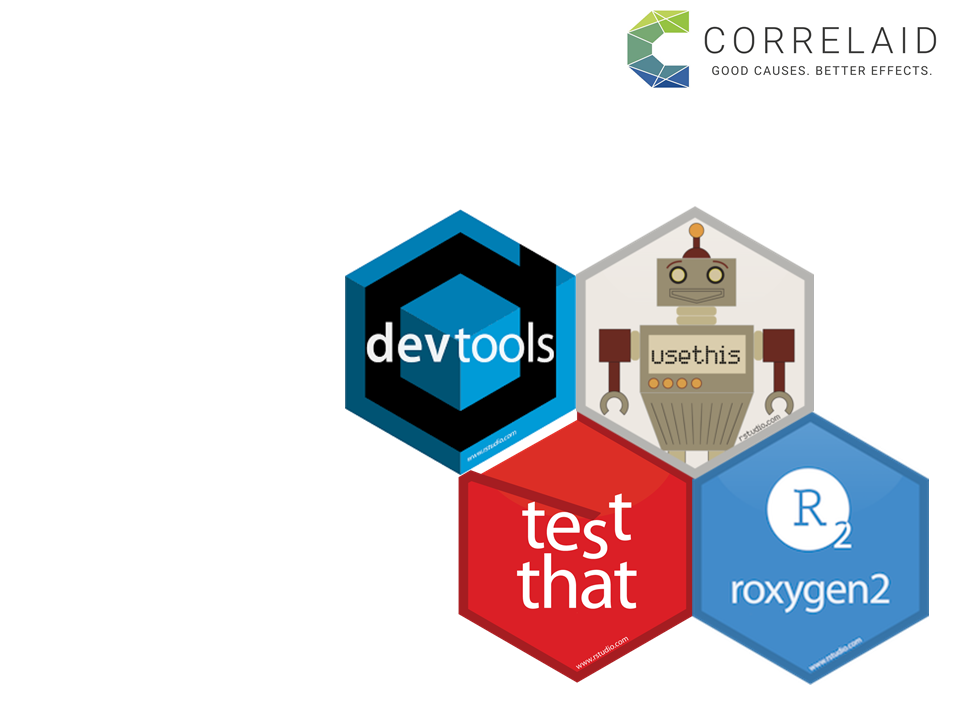 CORRELAID
GOOD CAUSES. BETTER EFFECTS.
devtools
www.rstudio.com
usethis
rstudio.com
test
that
www.rstudio.com
R
2
roxygen2
www.rstudio.com